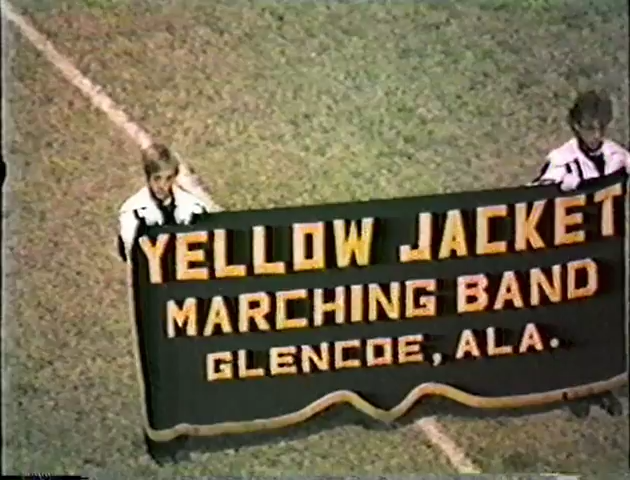 YELLOW JACKET
MARCHING BAND
GLENCOE, ALA.